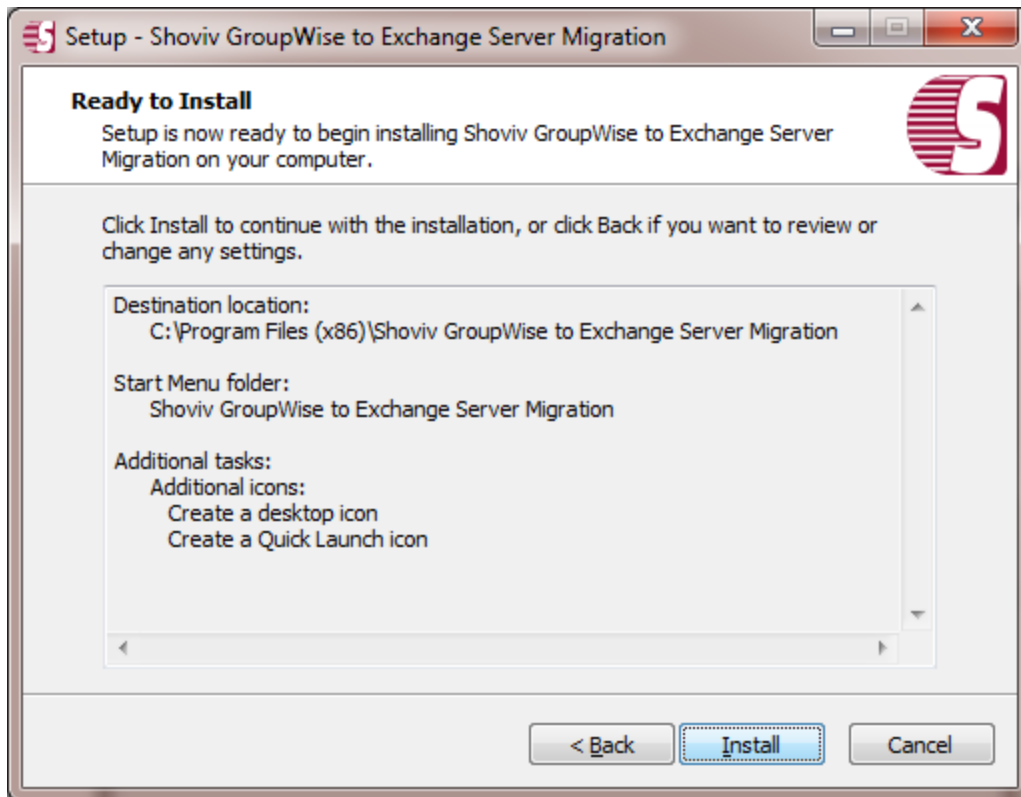 Setup - Shoviv GroupWise to Exchange Server Migration
Ready to Install
Setup is now ready to begin installing Shoviv GroupWise to Exchange Server
Migration on your computer.
Click Install to continue with the installation, or click Back if you want to review or
change any settings.
Destination location:
C:\Program Files (x86)\Shoviv GroupWise to Exchange Server Migration
Start Menu folder:
Shoviv GroupWise to Exchange Server Migration
Additional tasks:
Additional icons:
Create a desktop icon
Create a Quick Launch icon
< Back
Install
Cancel